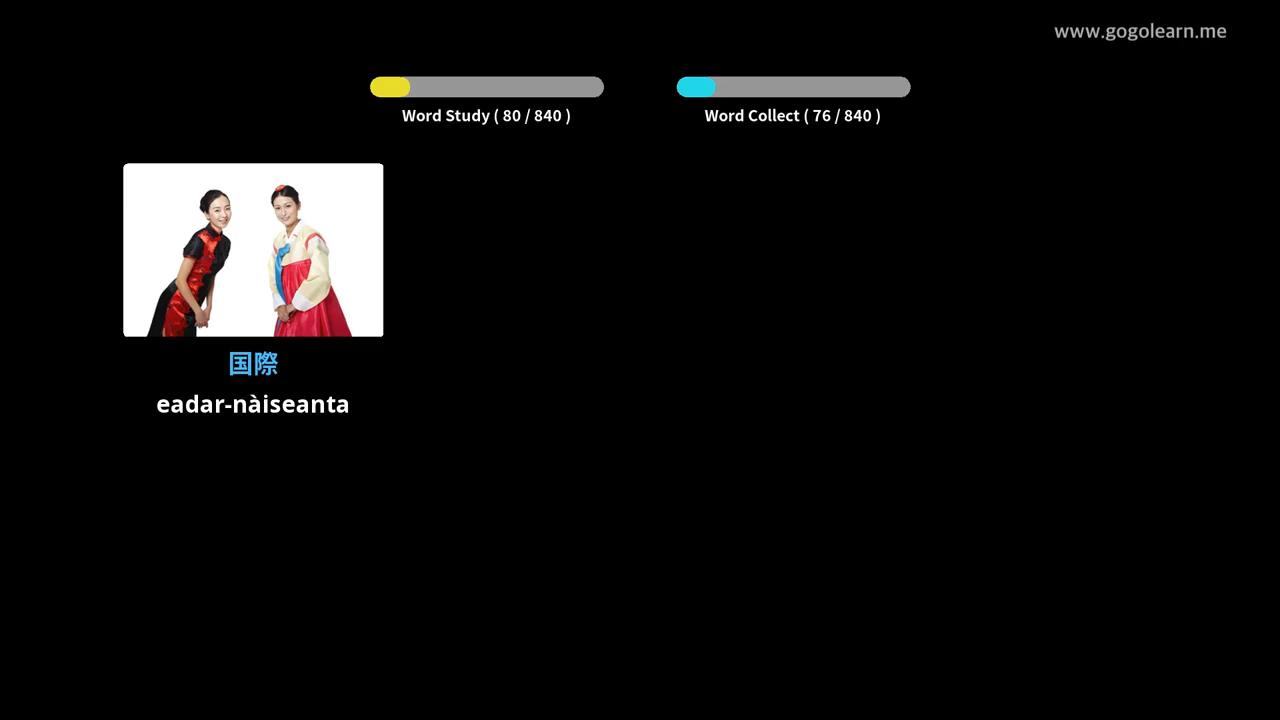 www.gogolearn.me
Word Study ( 80 / 840 )
Word Collect ( 76 / 840 )
国際
eadar-nàiseanta